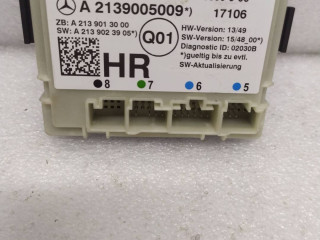 A 2139005009*) 17106
ZB: A 213 901 30 00
SW: A 213 902 39 05*)
Q01
HW-Version: 13/49
SW-Version: 15/48_00*)
Diagnostic ID: 02030B
*)gueltig bis zu evtl.
SW-Aktualisierung
HR
8 7 6 5